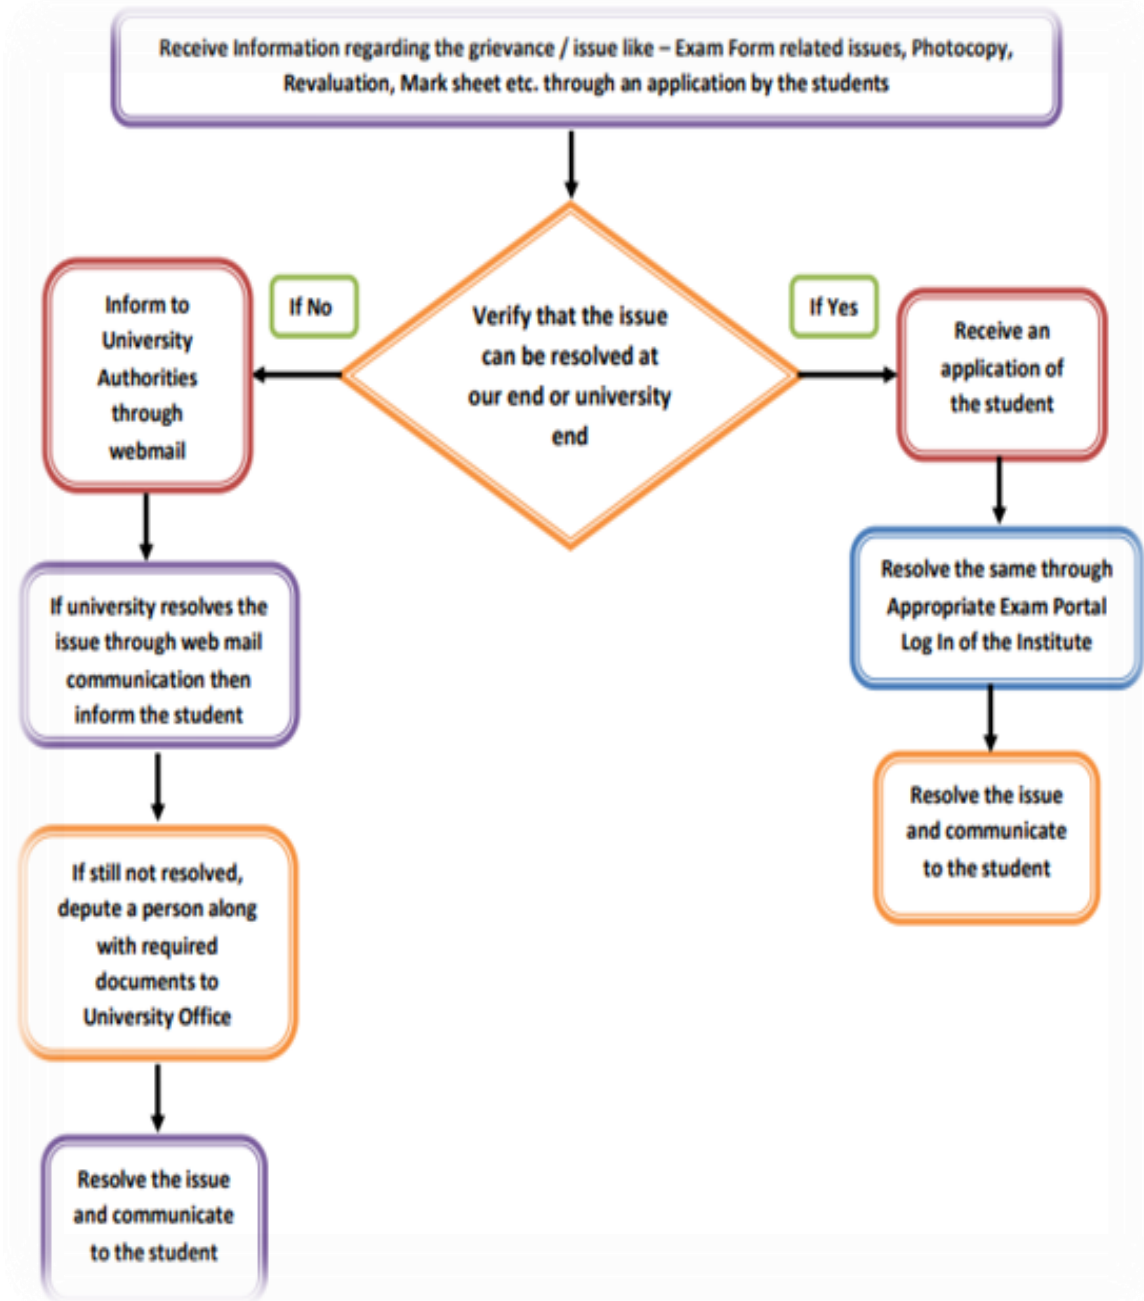 Receive Information regarding the grievance / issue like – Exam Form related issues, Photocopy,
Revaluation, Mark sheet etc. through an application by the students
If No
If Yes
Verify that the issue
can be resolved at
our end or university
end
Inform to
University
Authorities
through
webmail
Receive an
application of
the student
If university resolves the
issue through web mail
communication then
inform the student
Resolve the same through
Appropriate Exam Portal
Log In of the Institute
If still not resolved,
depute a person along
with required
documents to
University Office
Resolve the issue
and communicate
to the student
Resolve the issue
and communicate
to the student